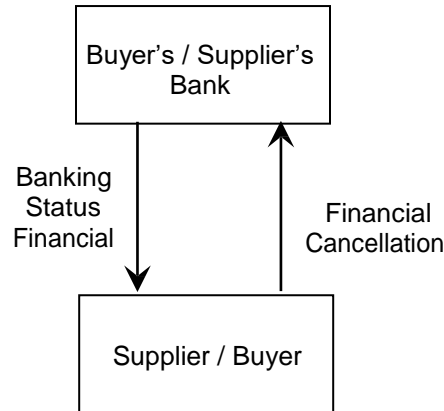 Buyer’s / Supplier’s
Bank
Banking
Status
Financial
Financial
Cancellation
Supplier / Buyer